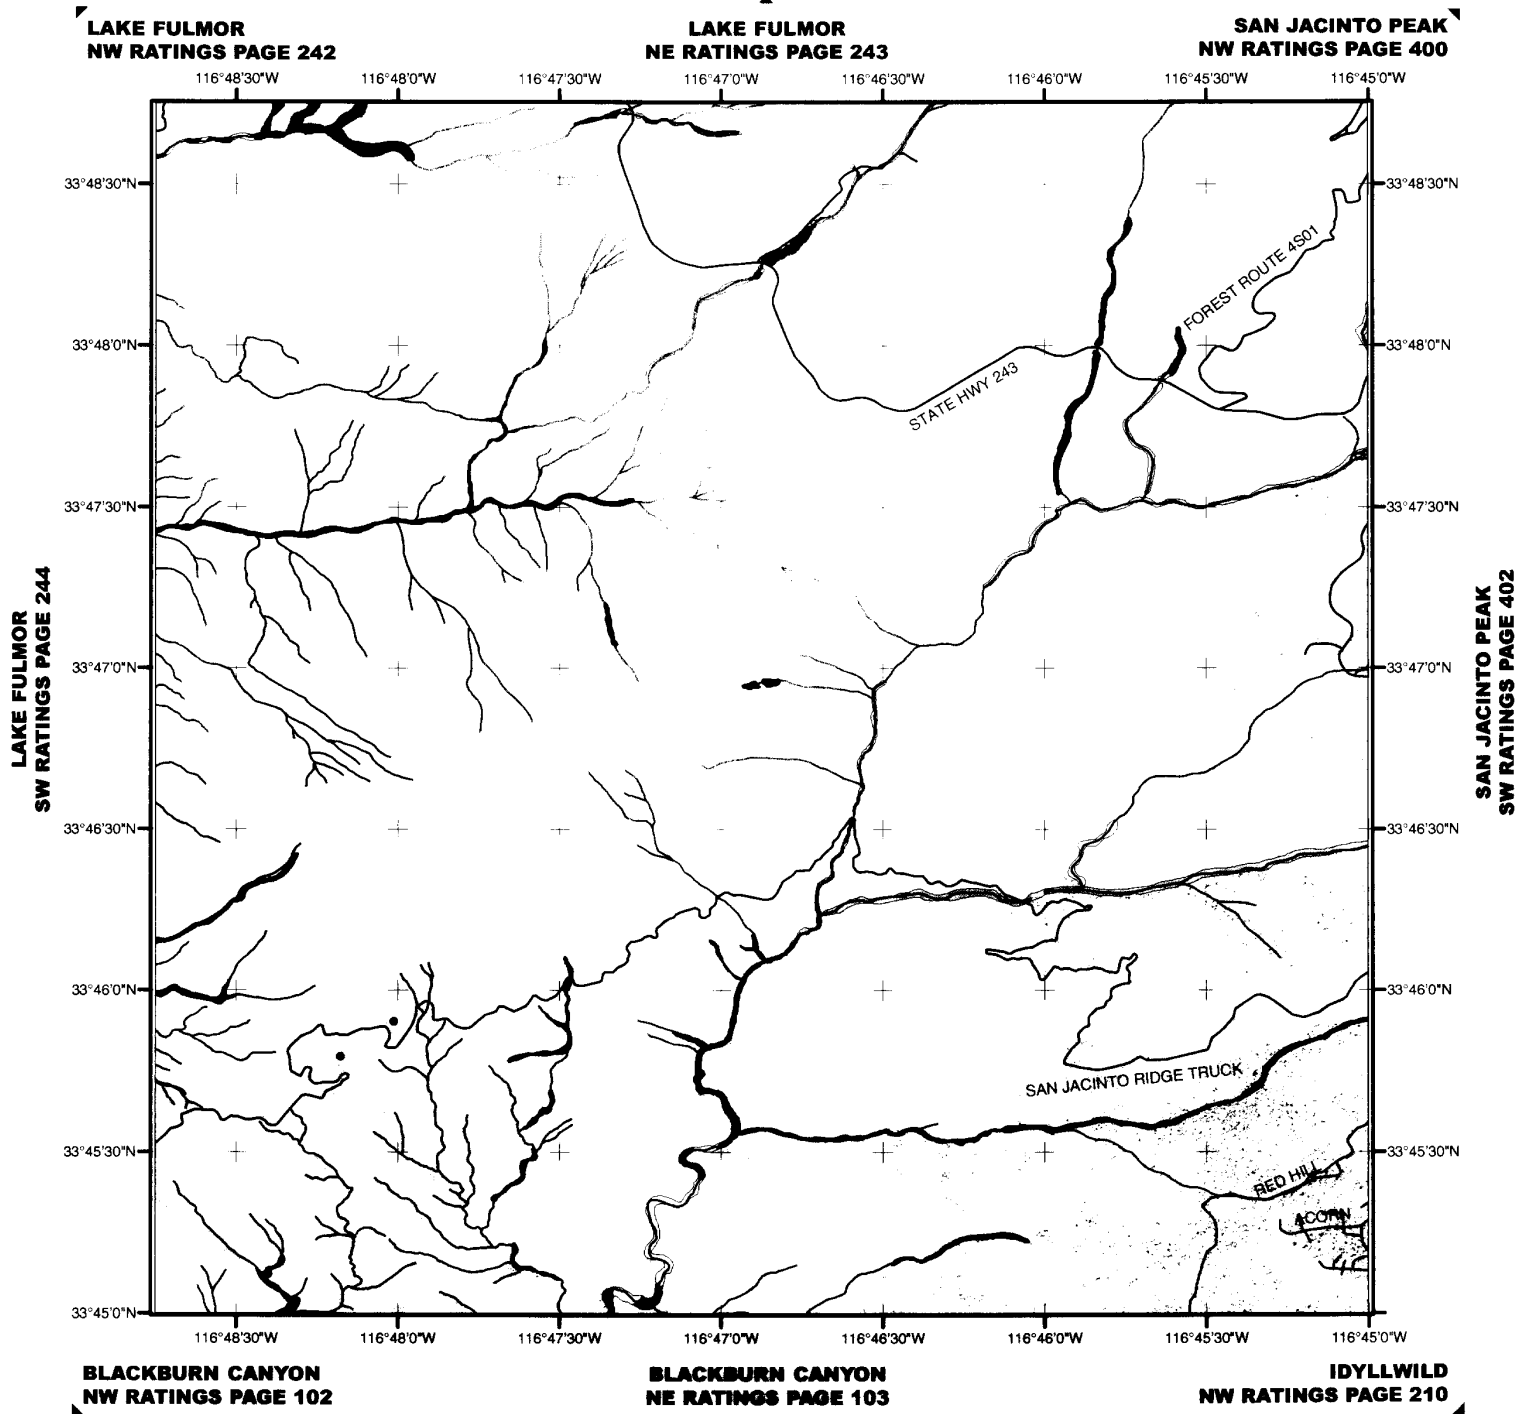 LAKE FULMOR
NW RATINGS PAGE 242
LAKE FULMOR
NE RATINGS PAGE 243
SAN JACINTO PEAK
NW RATINGS PAGE 400
116°48'30"W 116°48'0"W 116°47'30"W 116°47'0"W 116°46'30"W 116°46'0"W 116°45'30"W 116°45'0"W
33°48'30"N 33°48'30"N
FOREST ROUTE 4S01
33°48'0"N 33°48'0"N
STATE HWY 243
33°47'30"N 33°47'30"N
LAKE FULMOR
SW RATINGS PAGE 244
SAN JACINTO PEAK
SW RATINGS PAGE 402
33°47'0"N 33°47'0"N
33°46'30"N 33°46'30"N
33°46'0"N 33°46'0"N
SAN JACINTO RIDGE TRUCK
33°45'30"N 33°45'30"N
RED HILL
ACORN
33°45'0"N
116°48'30"W 116°48'0"W 116°47'30"W 116°47'0"W 116°46'30"W 116°46'0"W 116°45'30"W 116°45'0"W
BLACKBURN CANYON
NW RATINGS PAGE 102
BLACKBURN CANYON
NE RATINGS PAGE 103
IDYLLWILD
NW RATINGS PAGE 210